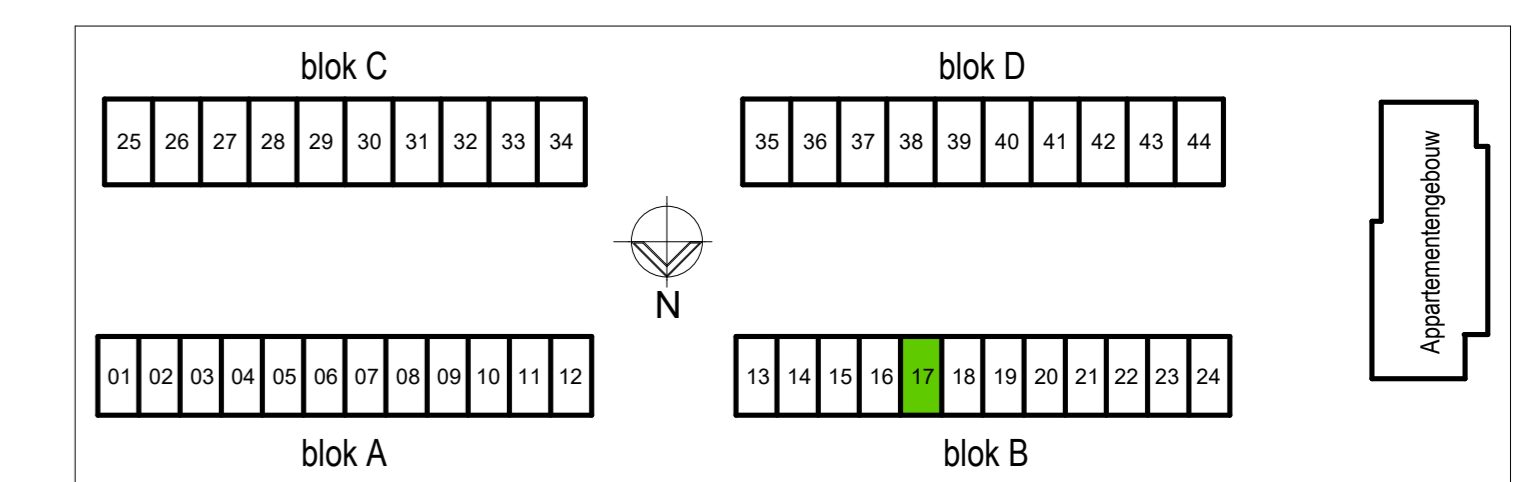 blok C
blok D
25 26 27 28 29 30 31 32 33 34
35 36 37 38 39 40 41 42 43 44
Appartementengebouw
N
01 02 03 04 05 06 07 08 09 10 11 12
13 14 15 16 17 18 19 20 21 22 23 24
blok A
blok B